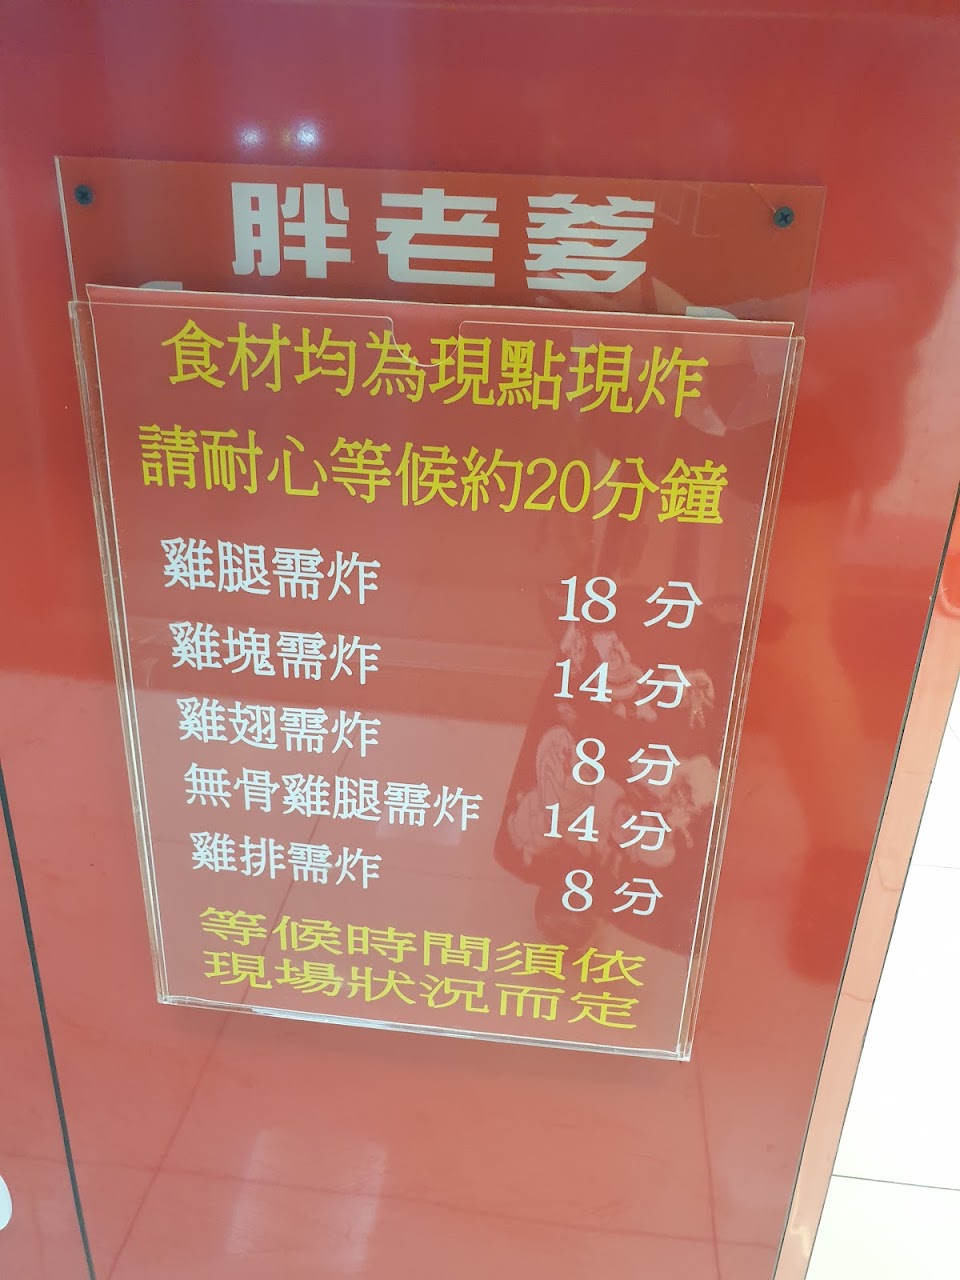 胖老爹
食材均為現點現炸
請耐心等候約20分鐘
雞腿需炸 18 分
雞塊需炸 14 分
雞翅需炸 8 分
無骨雞腿需炸 14 分
雞排需炸 8 分
等候時間須依
現場狀況而定